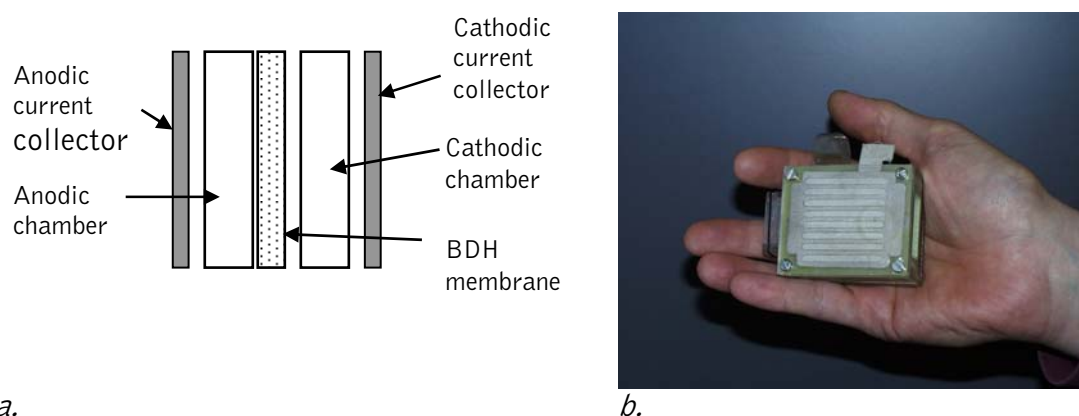 Anodic
current
collector
Anodic
chamber
Cathodic
current
collector
Cathodic
chamber
BDH
membrane
a.
b.